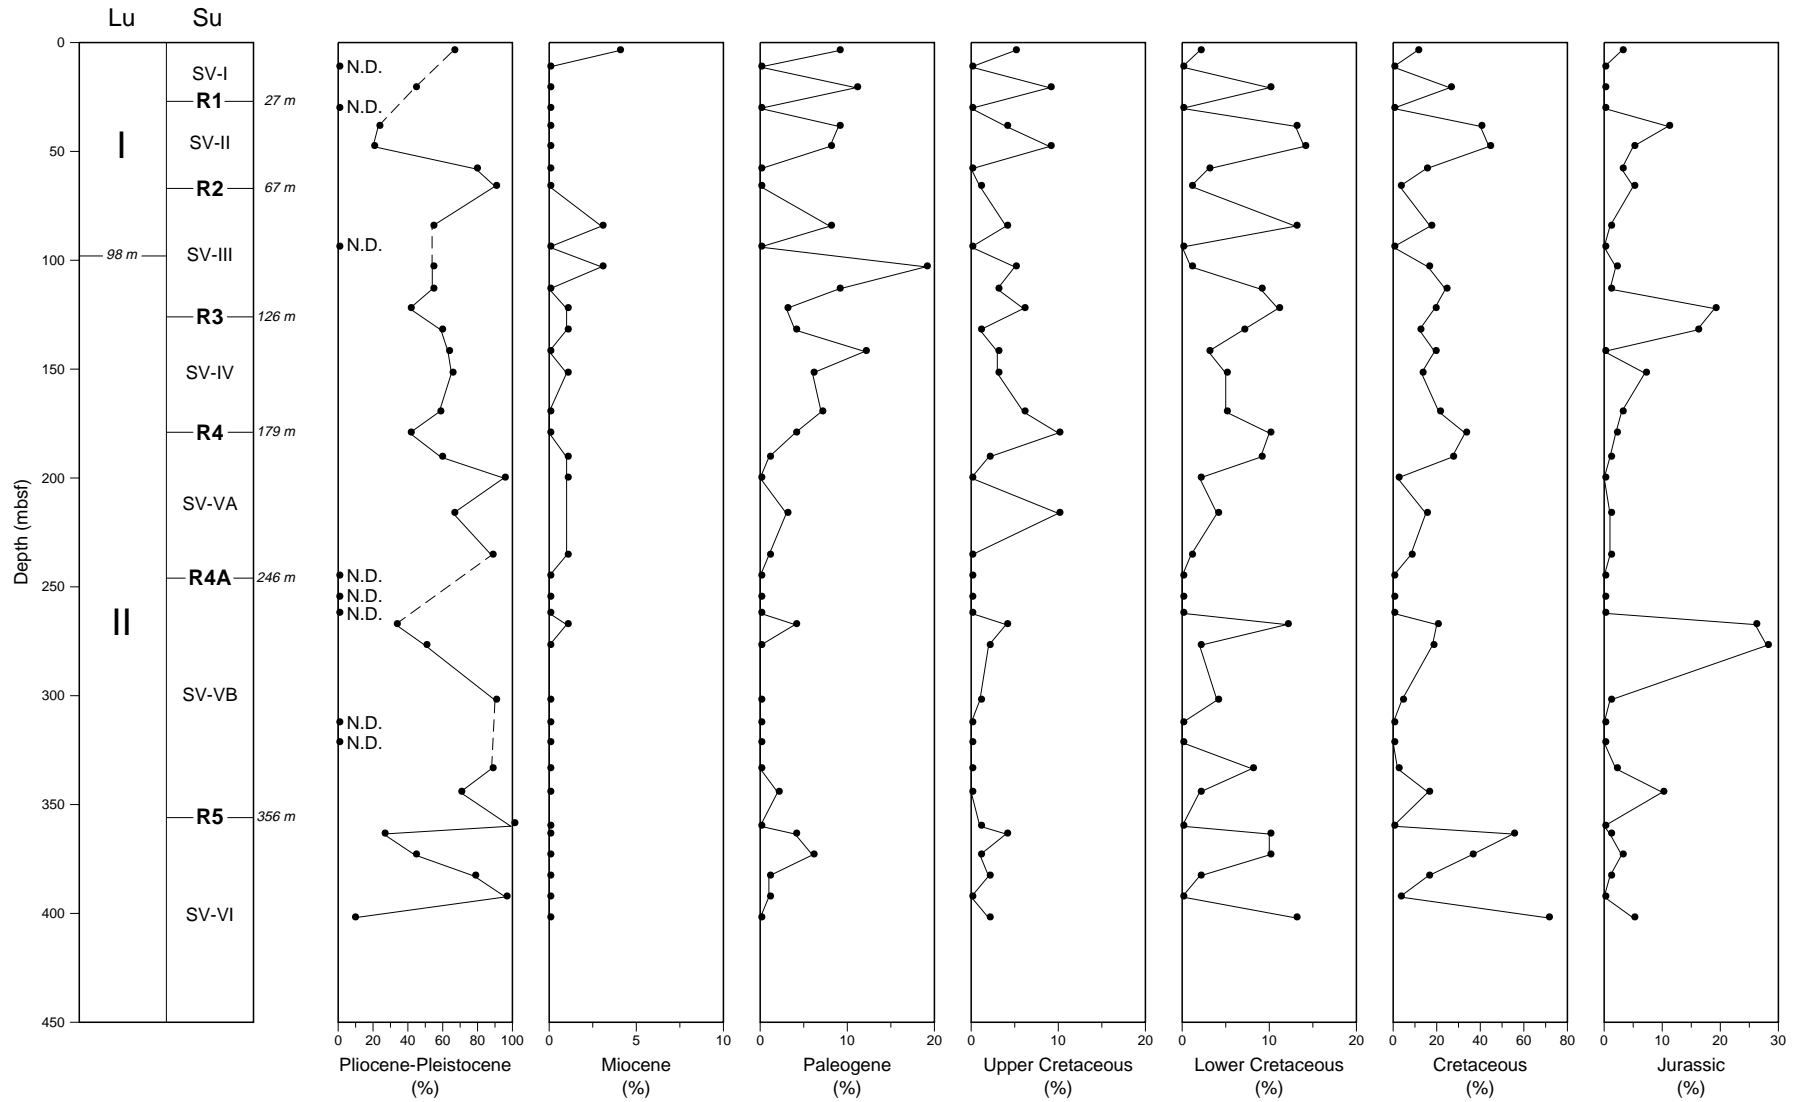 Lu Su
0
SV-I
N.D.
R1 27 m
N.D.
I
SV-II
50
R2 67 m
N.D.
98 m SV-III
100
R3 126 m
150
SV-IV
R4 179 m
200
SV-VA
Depth (mbsf)
250
R4A 246 m
N.D.
N.D.
N.D.
II
300
SV-VB
N.D.
N.D.
350
R5 356 m
400
SV-VI
450
0 20 40 60 80 100 0 5 10 0 10 20 0 10 20 0 10 20 0 20 40 60 80 0 10 20 30
Pliocene-Pleistocene Miocene Paleogene Upper Cretaceous Lower Cretaceous Cretaceous Jurassic
(%) (%) (%) (%) (%) (%) (%)